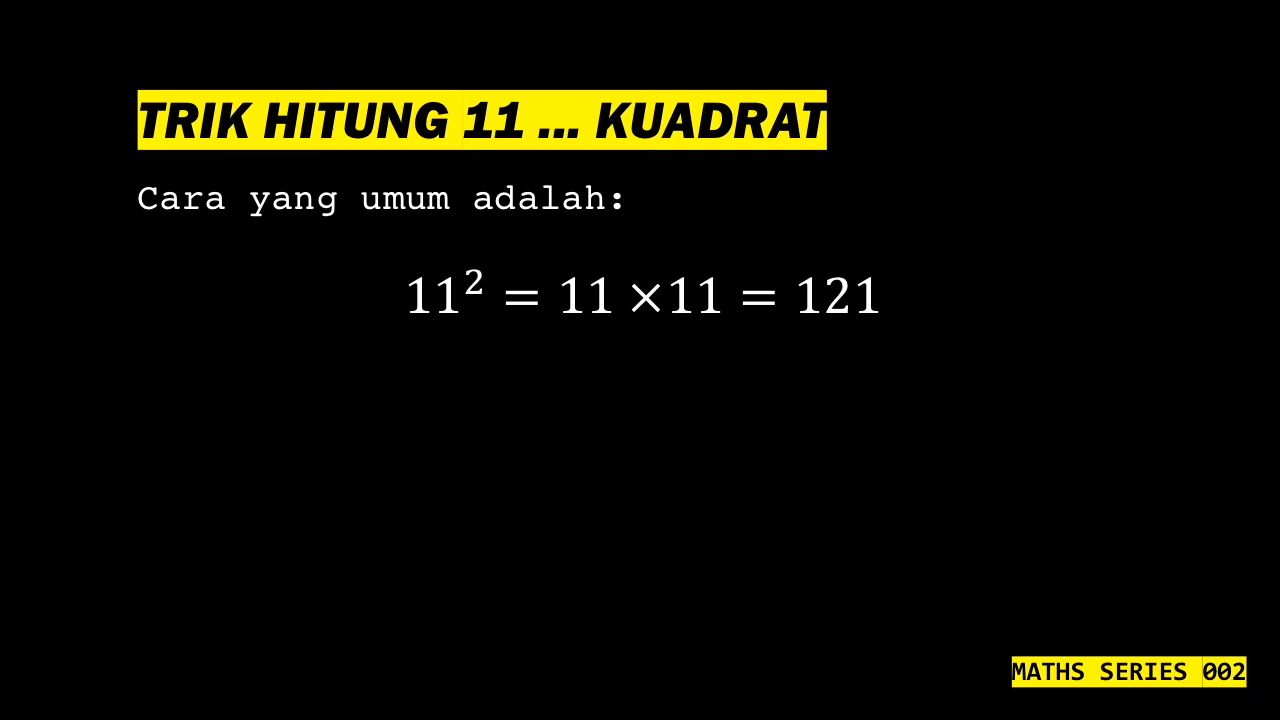 TRIK HITUNG 11 ... KUADRAT
Cara yang umum adalah:
11² = 11 ×11 = 121
MATHS SERIES 002